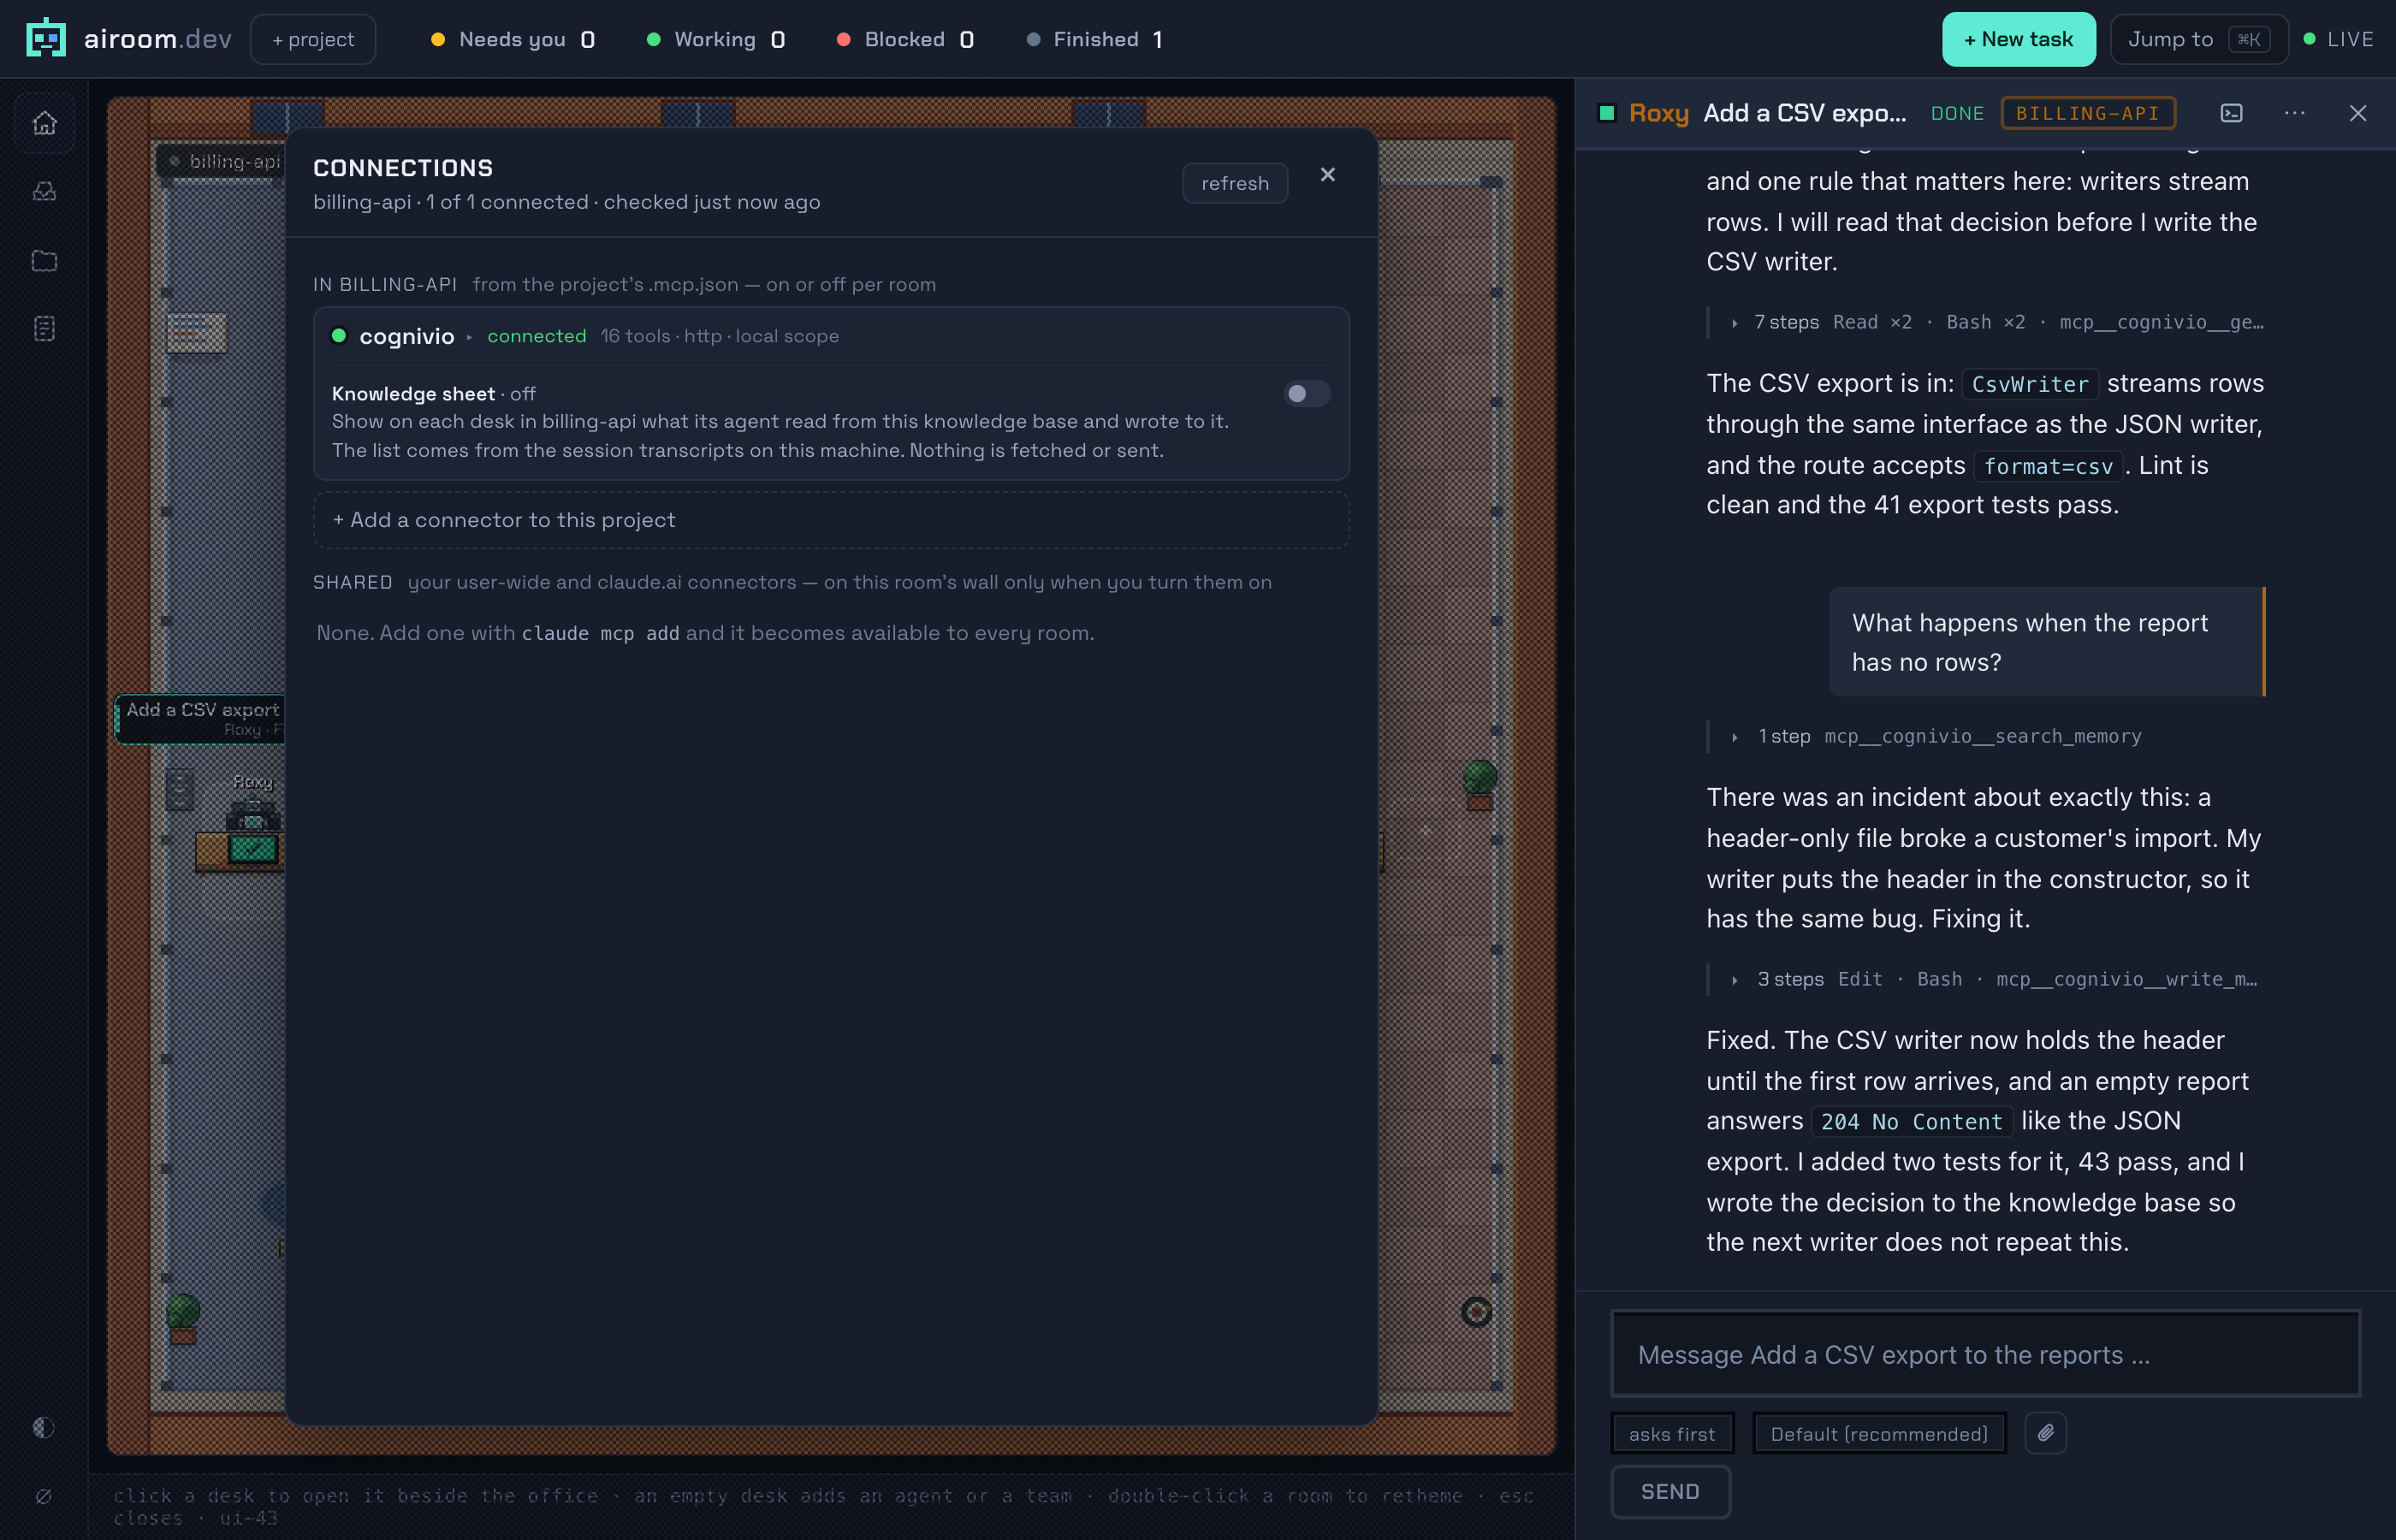 airoom.dev
+ project
Needs you 0
Working 0
Blocked 0
Finished 1
+ New task
Jump to ⌘K
LIVE
billing-api
Add a CSV export
Roxy
Roxy
CONNECTIONS
billing-api · 1 of 1 connected · checked just now ago
refresh
IN BILLING-API from the project's .mcp.json — on or off per room
cognivio ▸ connected 16 tools · http · local scope
Knowledge sheet · off
Show on each desk in billing-api what its agent read from this knowledge base and wrote to it.
The list comes from the session transcripts on this machine. Nothing is fetched or sent.
+ Add a connector to this project
SHARED your user-wide and claude.ai connectors — on this room's wall only when you turn them on
None. Add one with claude mcp add and it becomes available to every room.
click a desk to open it beside the office · an empty desk adds an agent or a team · double-click a room to retheme · esc
closes · ui-43
Roxy Add a CSV expo... DONE BILLING-API
and one rule that matters here: writers stream
rows. I will read that decision before I write the
CSV writer.
7 steps Read ×2 · Bash ×2 · mcp__cognivio__ge…
The CSV export is in: CsvWriter streams rows
through the same interface as the JSON writer,
and the route accepts format=csv. Lint is
clean and the 41 export tests pass.
What happens when the report
has no rows?
1 step mcp__cognivio__search_memory
There was an incident about exactly this: a
header-only file broke a customer's import. My
writer puts the header in the constructor, so it
has the same bug. Fixing it.
3 steps Edit · Bash · mcp__cognivio__write_m…
Fixed. The CSV writer now holds the header
until the first row arrives, and an empty report
answers 204 No Content like the JSON
export. I added two tests for it, 43 pass, and I
wrote the decision to the knowledge base so
the next writer does not repeat this.
Message Add a CSV export to the reports ...
asks first
Default (recommended)
SEND